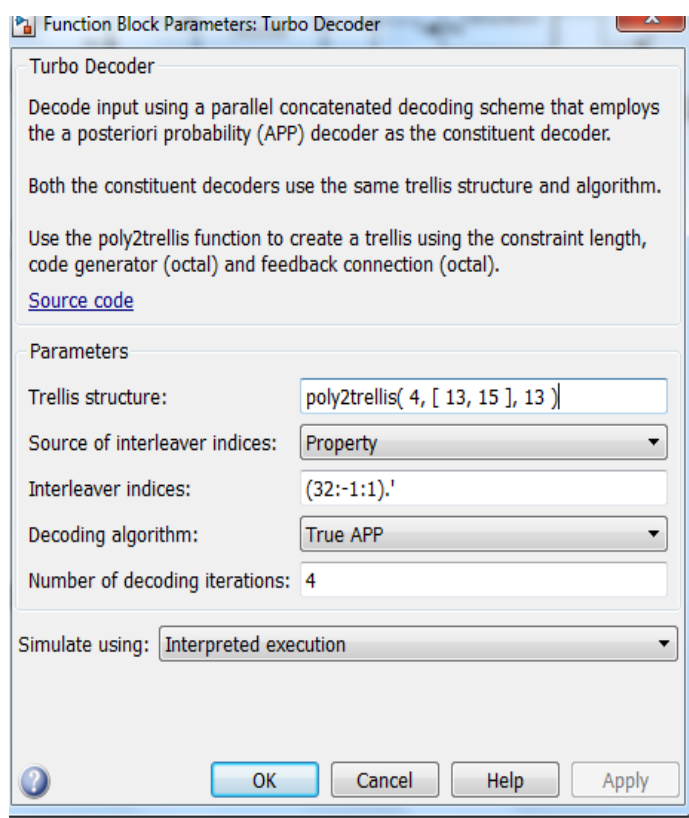 Function Block Parameters: Turbo Decoder
Turbo Decoder
Decode input using a parallel concatenated decoding scheme that employs
the a posteriori probability (APP) decoder as the constituent decoder.
Both the constituent decoders use the same trellis structure and algorithm.
Use the poly2trellis function to create a trellis using the constraint length,
code generator (octal) and feedback connection (octal).
Source code
Parameters
Trellis structure: poly2trellis( 4, [ 13, 15 ], 13 )
Source of interleaver indices: Property
Interleaver indices: (32:-1:1).'
Decoding algorithm: True APP
Number of decoding iterations: 4
Simulate using: Interpreted execution
OK Cancel Help Apply